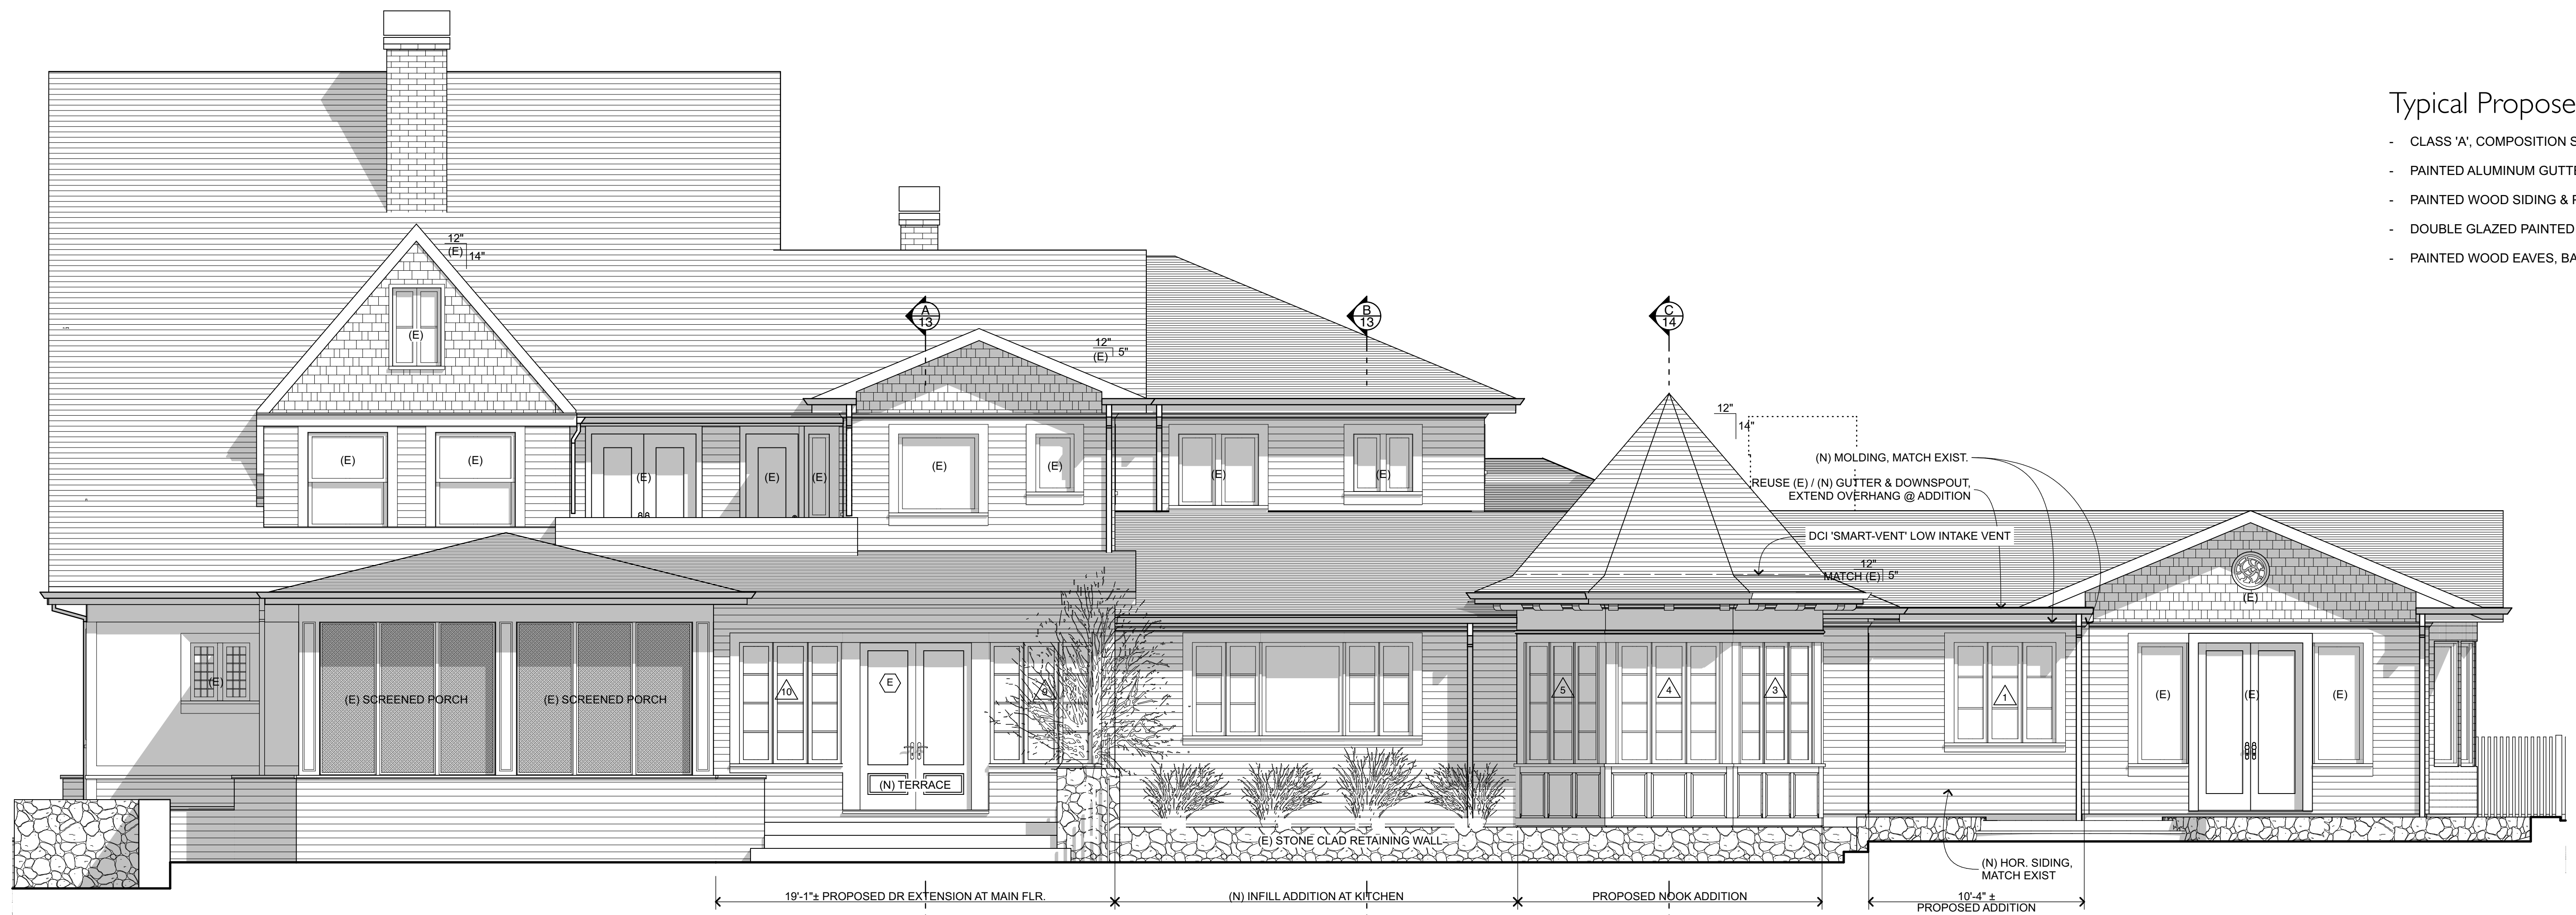 Typical Propose
- CLASS 'A', COMPOSITION S
- PAINTED ALUMINUM GUTTE
- PAINTED WOOD SIDING &
- DOUBLE GLAZED PAINTED
- PAINTED WOOD EAVES, BA
12"
(E)
14"
(E)
A
13
B
13
C
14
12"
(E)
5"
12"
14"
(E)
(E)
(E)
(E)
(E)
(E)
(E)
(E)
(E)
(N) MOLDING, MATCH EXIST.
REUSE (E) / (N) GUTTER & DOWNSPOUT,
EXTEND OVERHANG @ ADDITION
DCI 'SMART-VENT' LOW INTAKE VENT
12"
MATCH (E)
5"
(E)
(E)
(E) SCREENED PORCH
(E) SCREENED PORCH
10
E
9
5
4
3
1
(E)
(E)
(E)
(N) TERRACE
(E) STONE CLAD RETAINING WALL
(N) HOR. SIDING,
MATCH EXIST
19'-1"± PROPOSED DR EXTENSION AT MAIN FLR.
(N) INFILL ADDITION AT KITCHEN
PROPOSED NOOK ADDITION
10'-4" ±
PROPOSED ADDITION